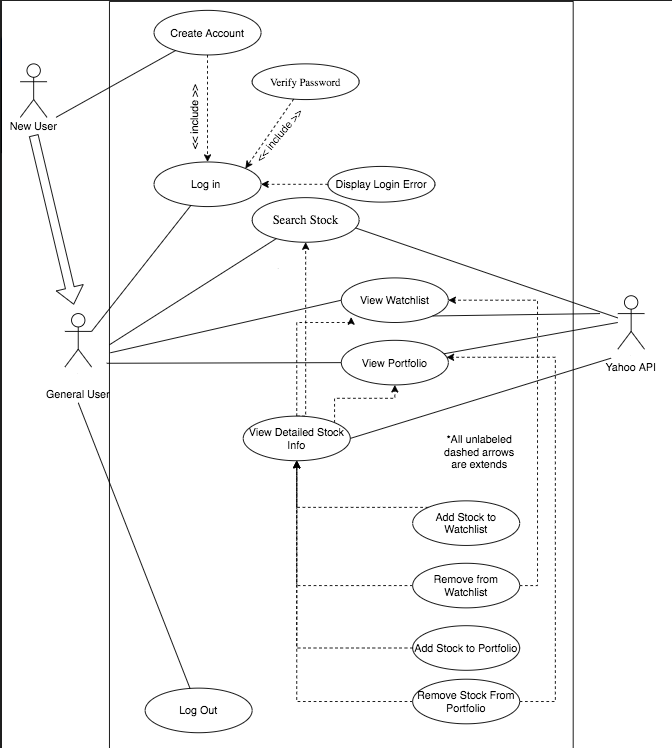 Create Account
Verify Password
<< include >>
<< include >>
New User
Log in
Display Login Error
Search Stock
View Watchlist
View Portfolio
Yahoo API
General User
View Detailed Stock
Info
*All unlabeled
dashed arrows
are extends
Add Stock to
Watchlist
Remove from
Watchlist
Add Stock to Portfolio
Remove Stock From
Portfolio
Log Out